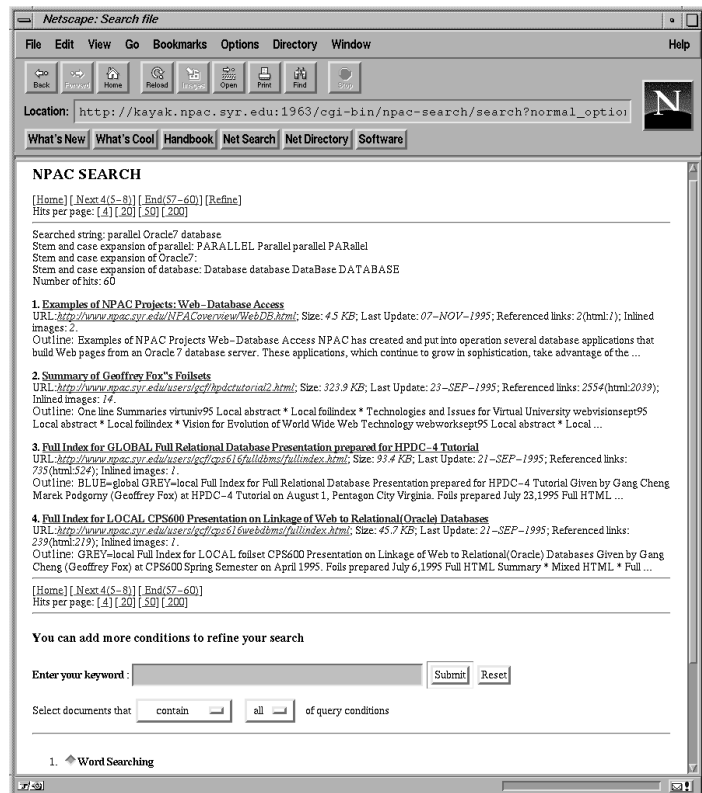 Netscape: Search file
File Edit View Go Bookmarks Options Directory Window Help
Back Forward Home Reload Images Open Print Find Stop
Location: http://kayak.npac.syr.edu:1963/cgi-bin/npac-search/search?normal_option
N
What's New What's Cool Handbook Net Search Net Directory Software
NPAC SEARCH
[Home] [ Next 4(5-8)] [ End(57-60)] [Refine]
Hits per page: [ 4] [ 20] [ 50] [ 200]
Searched string: parallel Oracle7 database
Stem and case expansion of parallel: PARALLEL Parallel parallel PARallel
Stem and case expansion of Oracle7:
Stem and case expansion of database: Database database DataBase DATABASE
Number of hits: 60
1. Examples of NPAC Projects: Web-Database Access
URL:http://www.npac.syr.edu/NPACoverview/WebDB.html; Size: 4.5 KB; Last Update: 07-NOV-1995; Referenced links: 2(html:1); Inlined
images: 2.
Outline: Examples of NPAC Projects Web-Database Access NPAC has created and put into operation several database applications that
build Web pages from an Oracle 7 database server. These applications, which continue to grow in sophistication, take advantage of the ...
2. Summary of Geoffrey Fox"s Foilsets
URL:http://www.npac.syr.edu/users/gcf/hpdctutorial2.html; Size: 323.9 KB; Last Update: 23-SEP-1995; Referenced links: 2554(html:2039);
Inlined images: 14.
Outline: One line Summaries virtuniv95 Local abstract * Local foilindex * Technologies and Issues for Virtual University webvisionsept95
Local abstract * Local foilindex * Vision for Evolution of World Wide Web Technology webworksept95 Local abstract * Local ...
3. Full Index for GLOBAL Full Relational Database Presentation prepared for HPDC-4 Tutorial
URL:http://www.npac.syr.edu/users/gcf/cps616fulldbms/fullindex.html; Size: 93.4 KB; Last Update: 21-SEP-1995; Referenced links:
735(html:524); Inlined images: 1.
Outline: BLUE=global GREY=local Full Index for Full Relational Database Presentation prepared for HPDC-4 Tutorial Given by Gang Cheng
Marek Podgorny (Geoffrey Fox) at HPDC-4 Tutorial on August 1, Pentagon City Virginia. Foils prepared July 23,1995 Full HTML ...
4. Full Index for LOCAL CPS600 Presentation on Linkage of Web to Relational(Oracle) Databases
URL:http://www.npac.syr.edu/users/gcf/cps616webdbms/fullindex.html; Size: 45.7 KB; Last Update: 21-SEP-1995; Referenced links:
239(html:219); Inlined images: 1.
Outline: GREY=local Full Index for LOCAL foilset CPS600 Presentation on Linkage of Web to Relational(Oracle) Databases Given by Gang
Cheng (Geoffrey Fox) at CPS600 Spring Semester on April 1995. Foils prepared July 6,1995 Full HTML Summary * Mixed HTML * Full ...
[Home] [ Next 4(5-8)] [ End(57-60)]
Hits per page: [ 4] [ 20] [ 50] [ 200]
You can add more conditions to refine your search
Enter your keyword : Submit Reset
Select documents that contain all of query conditions
1. Word Searching